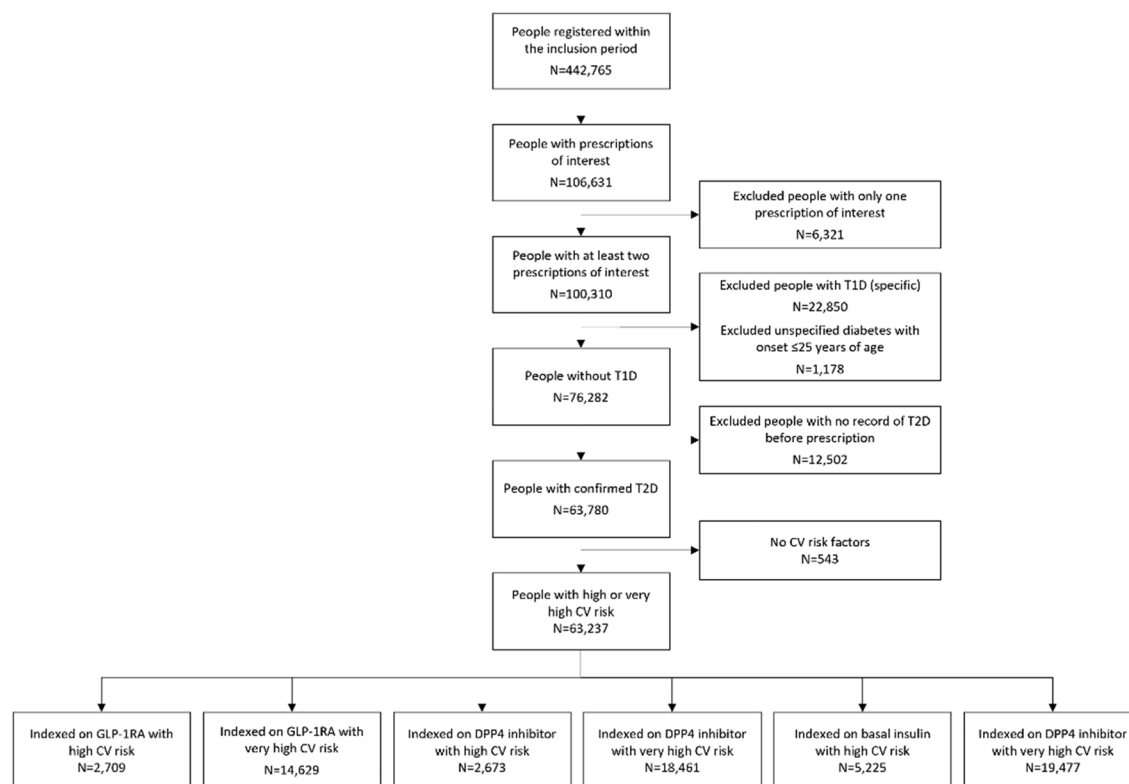 People registered within
the inclusion period
N=442,765
People with prescriptions
of interest
N=106,631
Excluded people with only one
prescription of interest
N=6,321
People with at least two
prescriptions of interest
N=100,310
Excluded people with T1D (specific)
N=22,850
Excluded unspecified diabetes with
onset ≤25 years of age
N=1,178
People without T1D
N=76,282
Excluded people with no record of T2D
before prescription
N=12,502
People with confirmed T2D
N=63,780
No CV risk factors
N=543
People with high or very
high CV risk
N=63,237
Indexed on GLP-1RA with
high CV risk
N=2,709
Indexed on GLP-1RA with
very high CV risk
N=14,629
Indexed on DPP4 inhibitor
with high CV risk
N=2,673
Indexed on DPP4 inhibitor
with very high CV risk
N=18,461
Indexed on basal insulin
with high CV risk
N=5,225
Indexed on DPP4 inhibitor
with very high CV risk
N=19,477